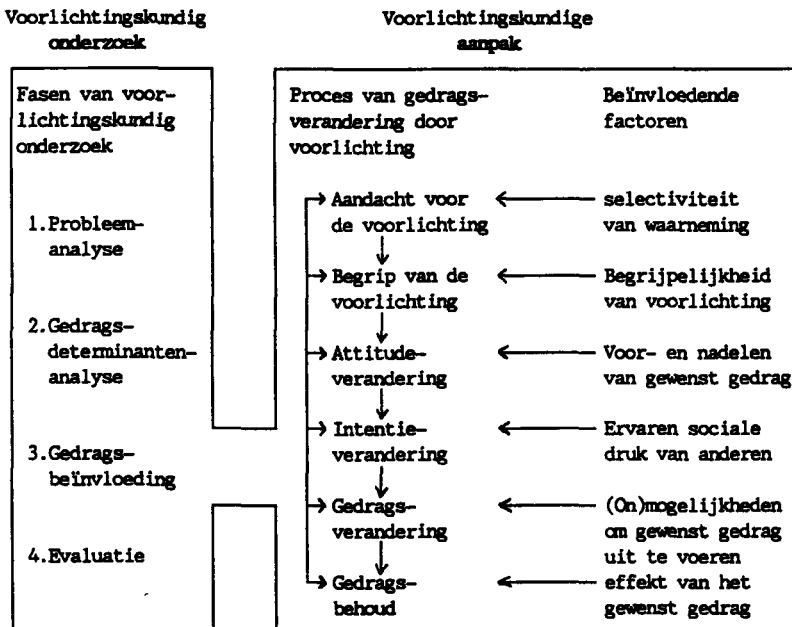 Voorlichtingskundig
onderzoek
Voorlichtingskundige
aanpak
Fasen van voor-
lichtingskundig
onderzoek
1.Probleem-
analyse
2.Gedrags-
determinanten-
analyse
3.Gedrags-
beïnvloeding
4.Evaluatie
Proces van gedrags-
verandering door
voorlichting
Beïnvloedende
factoren
Aandacht voor
de voorlichting
selectiviteit
van waarneming
Begrip van de
voorlichting
Begrijpelijkheid
van voorlichting
Attitude-
verandering
Voor- en nadelen
van gewenst gedrag
Intentie-
verandering
Ervaren sociale
druk van anderen
Gedrags-
verandering
(On)mogelijkheden
om gewenst gedrag
uit te voeren
Gedrags-
behoud
effekt van het
gewenst gedrag